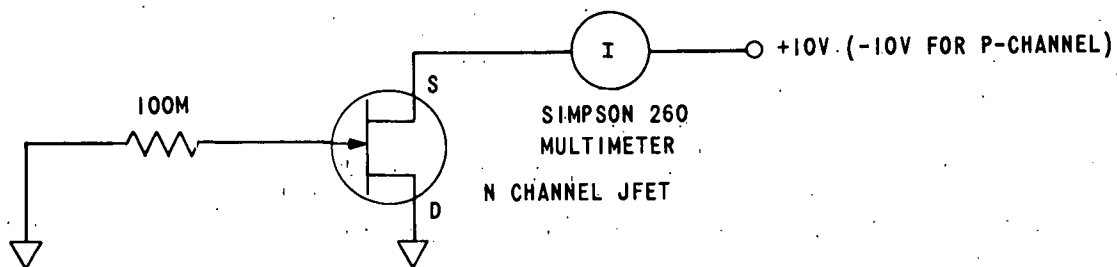 I
+10V (-10V FOR P-CHANNEL)
S
100M
SIMPSON 260
MULTIMETER
N CHANNEL JFET
D